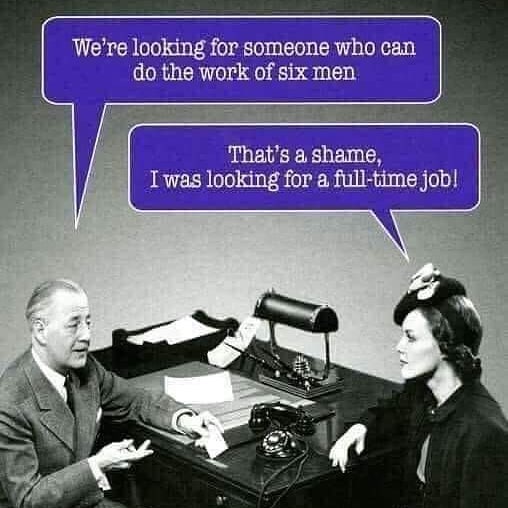 We're looking for someone who can
do the work of six men
That's a shame,
I was looking for a full-time job!